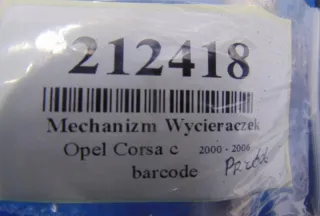 212418
Mechanizm Wycieraczek
Opel Corsa c 2000 - 2006
barcode